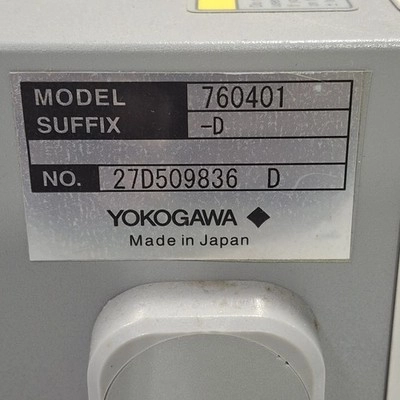 MODEL 760401
SUFFIX -D
NO. 27D509836 D
YOKOGAWA
Made in Japan